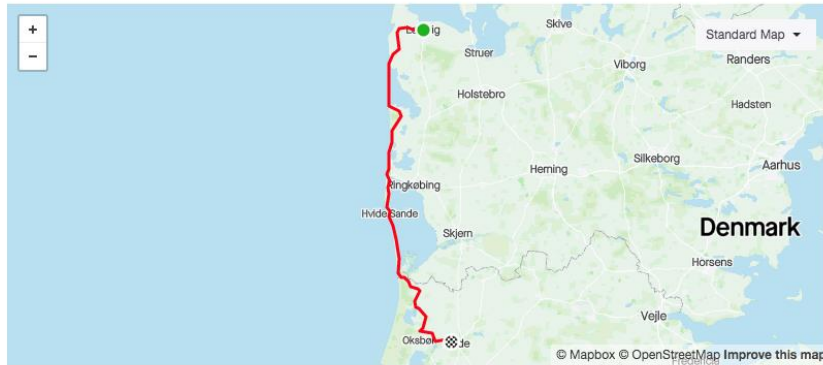 +
Skive
Standard Map
Struer
Randers
Viborg
Holstebro
Hadsten
Silkeborg
Herning
Aarhus
Ringkøbing
Hvide Sande
Denmark
Skjern
Horsens
Vejle
© Mapbox © OpenStreetMap Improve this map